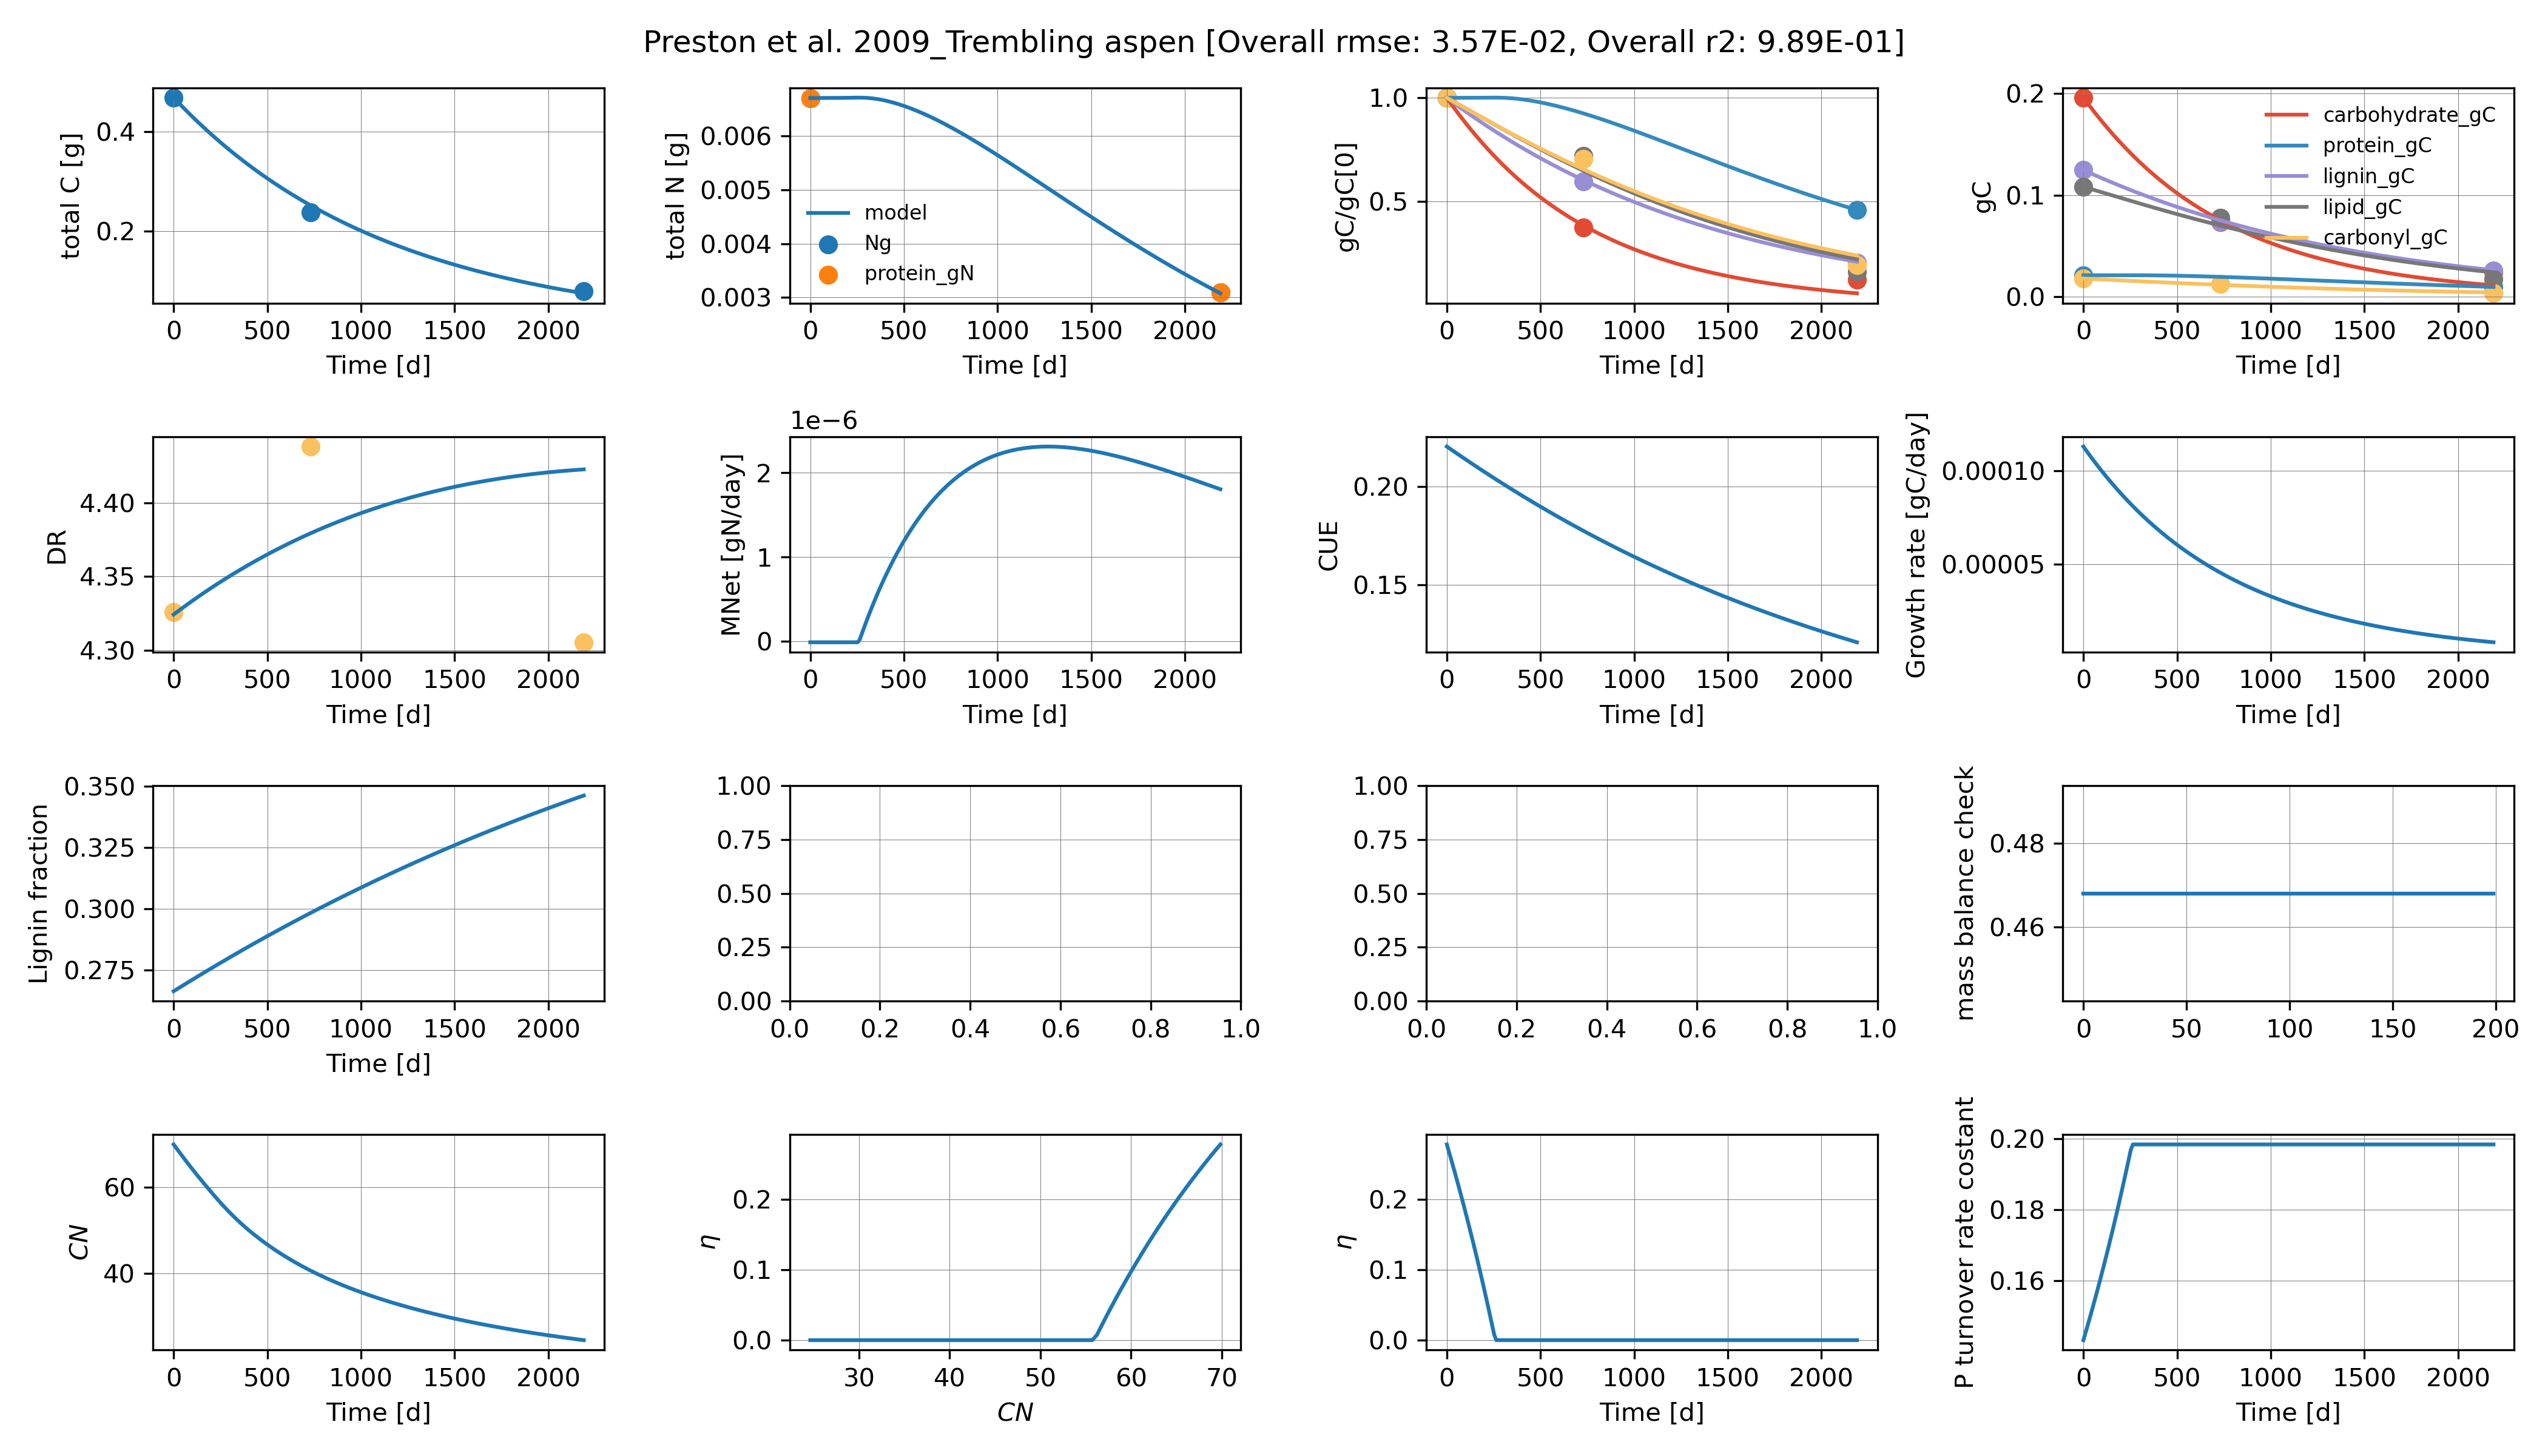 Preston et al. 2009_Trembling aspen [Overall rmse: 3.57E-02, Overall r2: 9.89E-01]
total C [g]
0.4
0.2
0 500 1000 1500 2000
Time [d]
total N [g]
0.006
0.005
0.004
0.003
model
Ng
protein_gN
0 500 1000 1500 2000
Time [d]
gC/gC[0]
1.0
0.5
0 500 1000 1500 2000
Time [d]
gC
0.2
0.1
0.0
carbohydrate_gC
protein_gC
lignin_gC
lipid_gC
carbonyl_gC
0 500 1000 1500 2000
Time [d]
DR
4.40
4.35
4.30
0 500 1000 1500 2000
Time [d]
1e−6
MNet [gN/day]
2
1
0
0 500 1000 1500 2000
Time [d]
CUE
0.20
0.15
0 500 1000 1500 2000
Time [d]
Growth rate [gC/day]
0.00010
0.00005
0 500 1000 1500 2000
Time [d]
Lignin fraction
0.350
0.325
0.300
0.275
0 500 1000 1500 2000
Time [d]
1.00
0.75
0.50
0.25
0.00
0.0 0.2 0.4 0.6 0.8 1.0
1.00
0.75
0.50
0.25
0.00
0.0 0.2 0.4 0.6 0.8 1.0
mass balance check
0.48
0.46
0 50 100 150 200
CN
60
40
0 500 1000 1500 2000
Time [d]
η
0.2
0.1
0.0
30 40 50 60 70
CN
η
0.2
0.1
0.0
0 500 1000 1500 2000
Time [d]
P turnover rate costant
0.20
0.18
0.16
0 500 1000 1500 2000
Time [d]